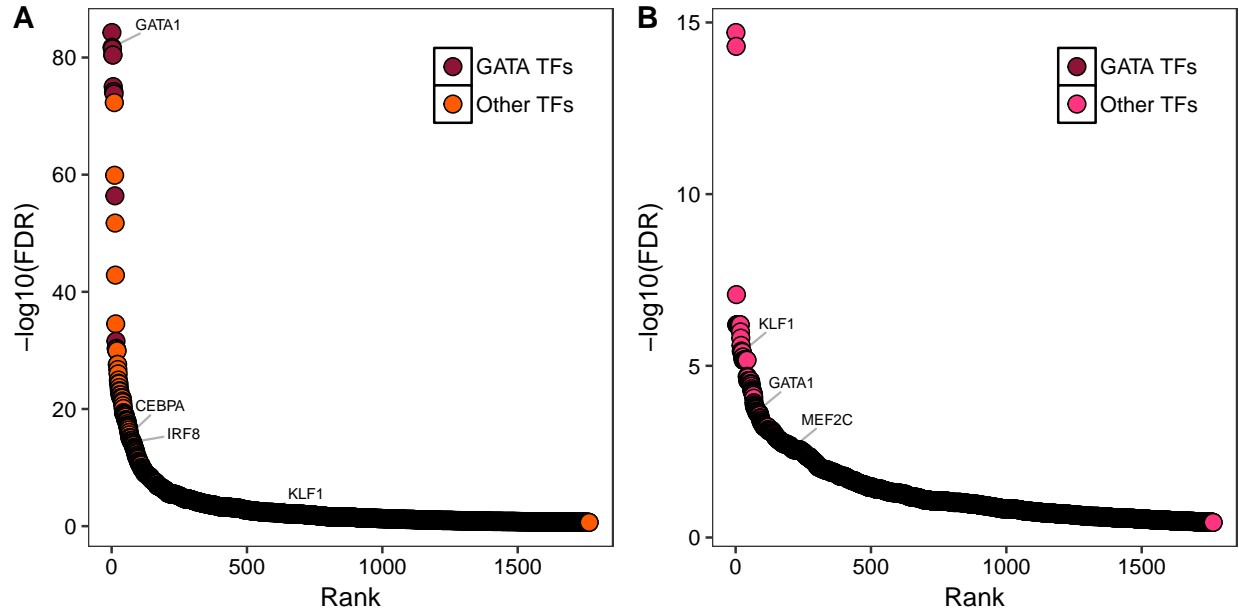 A
GATA1
GATA TFs
Other TFs
CEBPA
IRF8
KLF1
80
60
40
20
0
−log10(FDR)
0
500
1000
1500
Rank
B
GATA TFs
Other TFs
KLF1
GATA1
MEF2C
15
10
5
0
−log10(FDR)
0
500
1000
1500
Rank